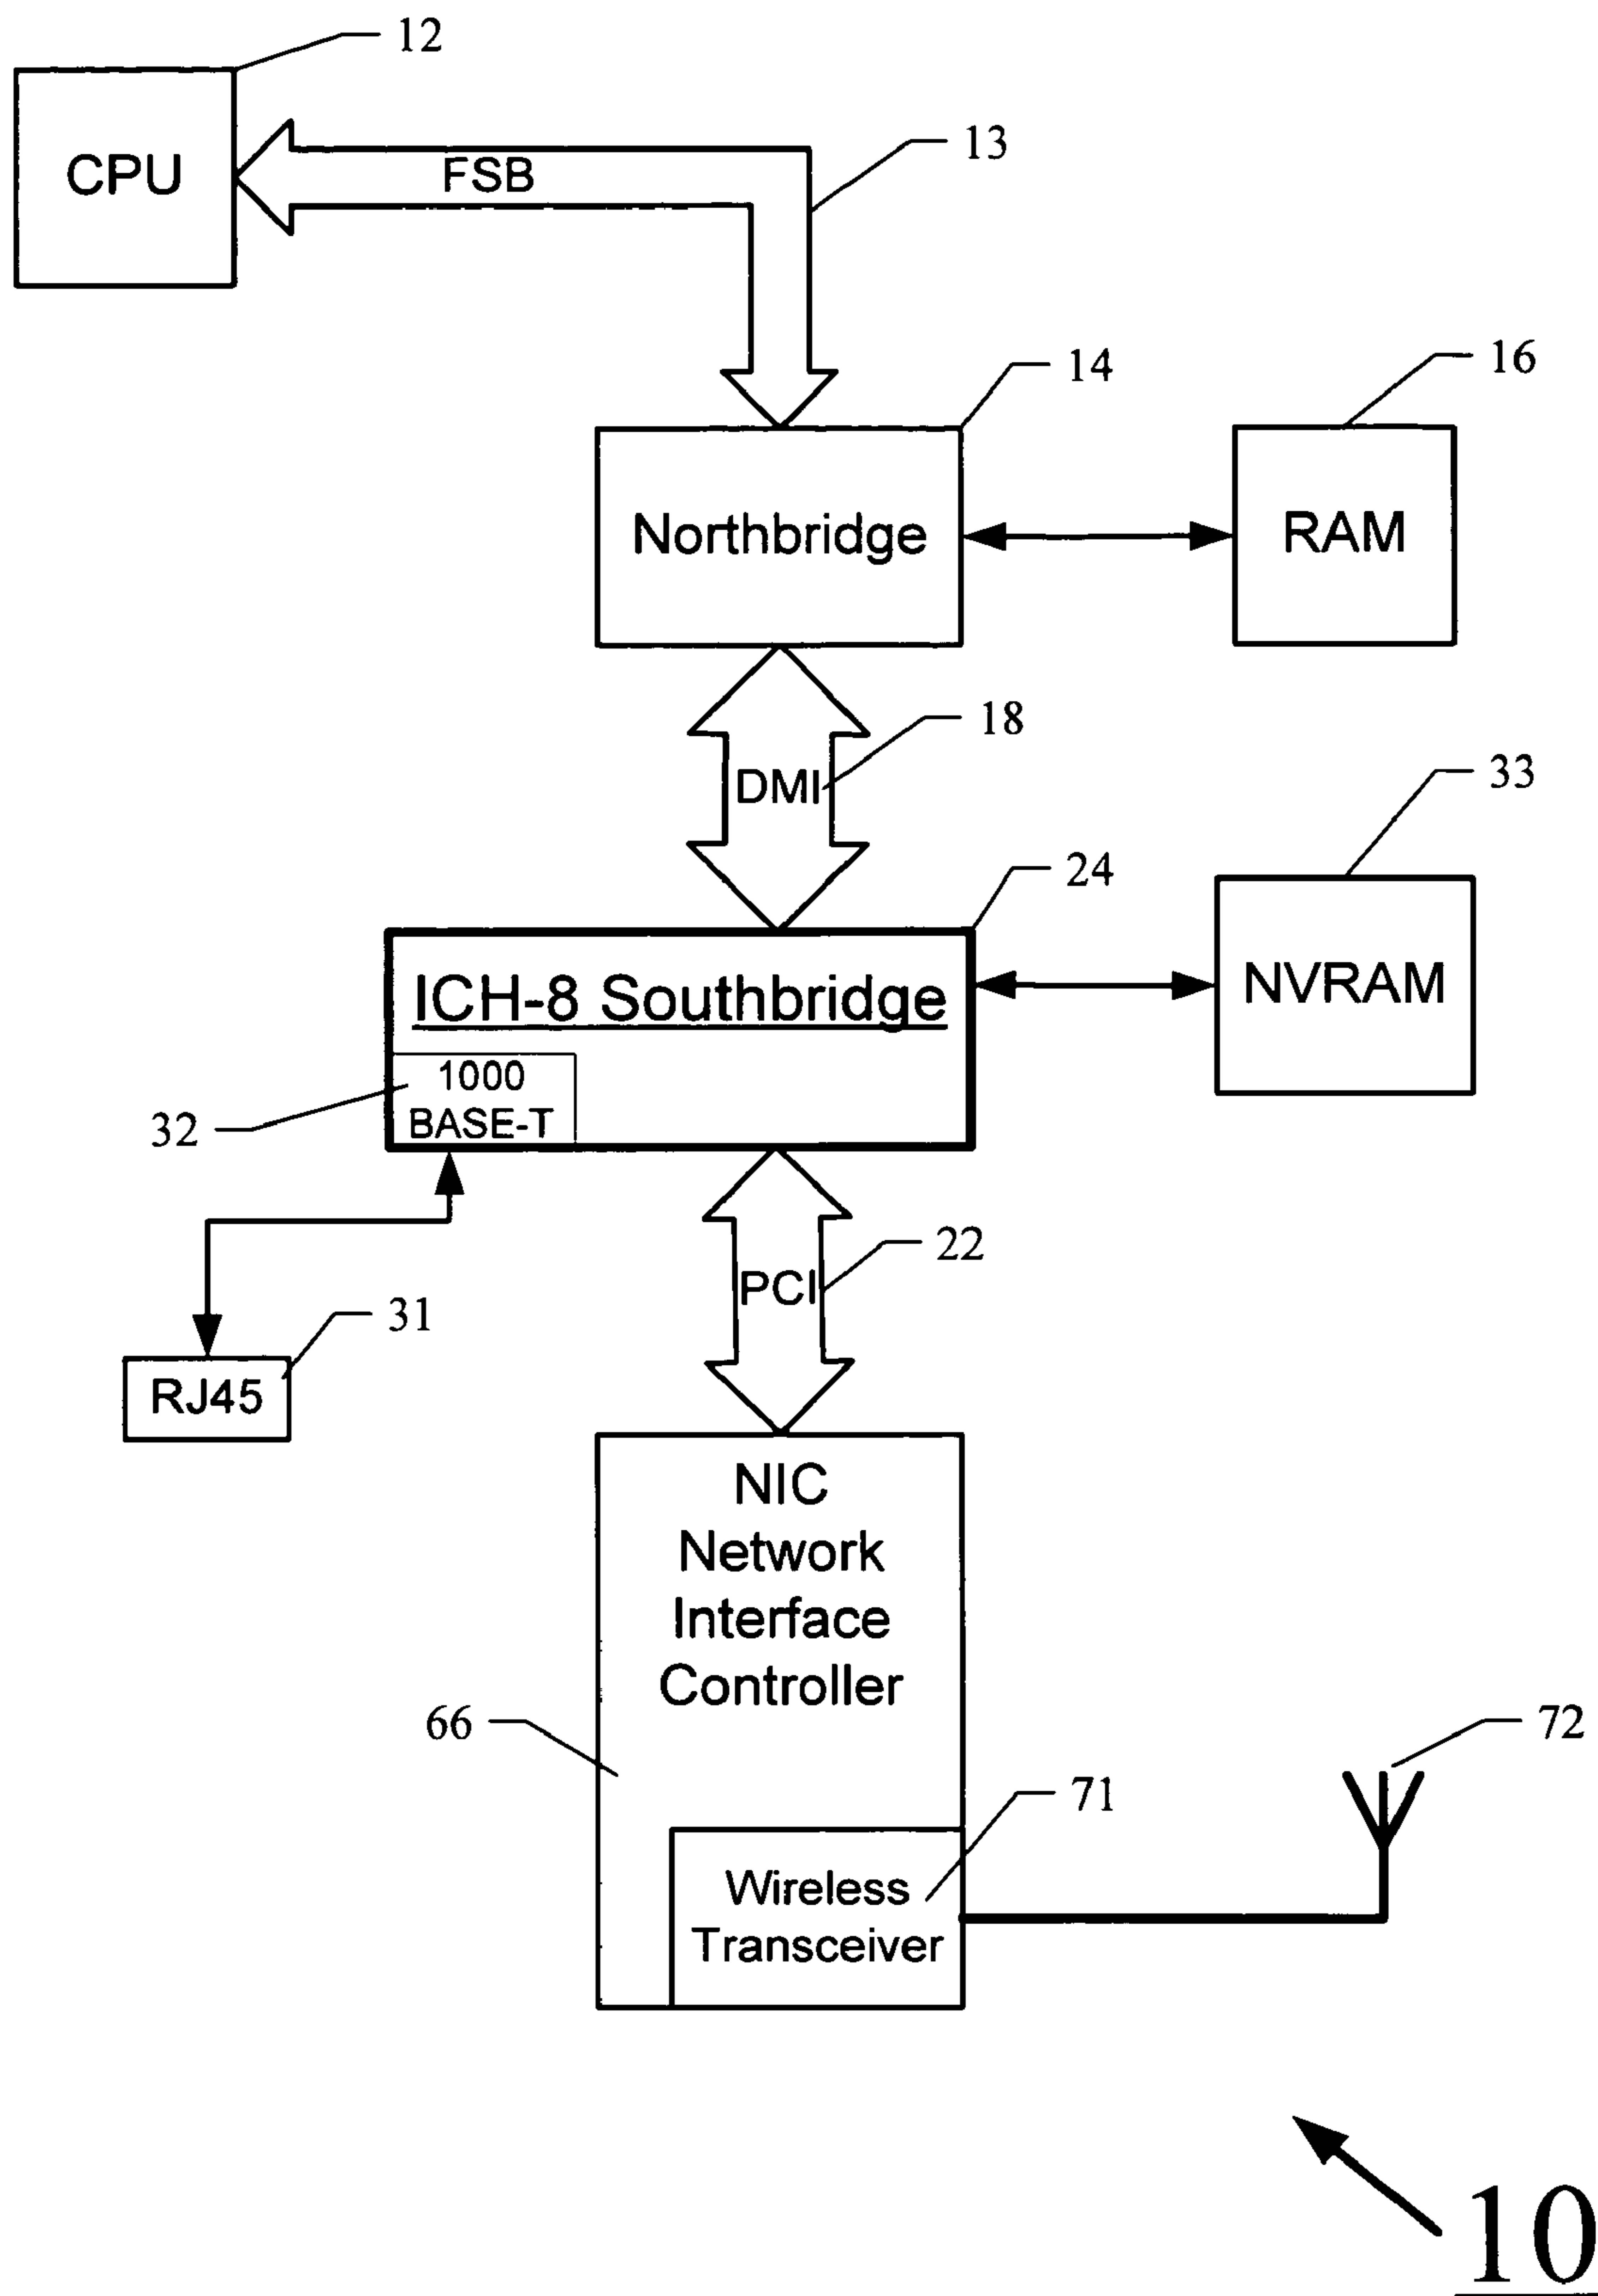 12
CPU
FSB
13
14
16
Northbridge
RAM
18
DMI
33
24
ICH-8 Southbridge
NVRAM
1000
BASE-T
32
22
PCI
31
RJ45
NIC
Network
Interface
Controller
66
72
71
Wireless
Transceiver
10